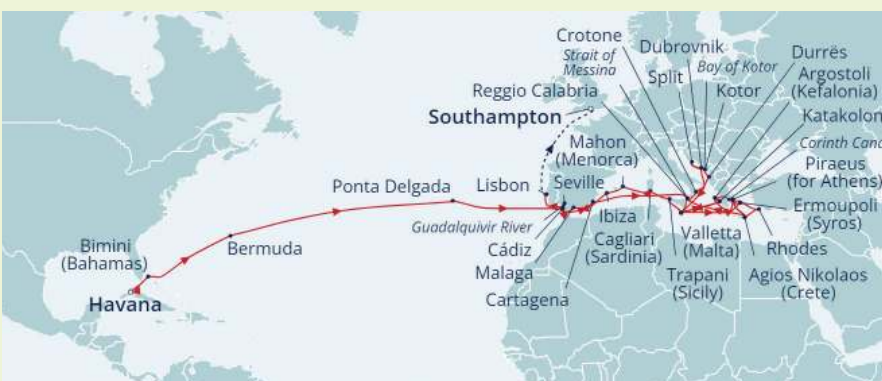 Crotone
Strait of
Messina
Dubrovnik
Durrës
Split
Bay of Kotor
Argostoli
(Kefalonia)
Reggio Calabria
Kotor
Katakolon
Southampton
Corinth Cana
Mahon
(Menorca)
Piraeus
(for Athens)
Ponta Delgada
Lisbon
Seville
Ermoupoli
(Syros)
Ibiza
Guadalquivir River
Valletta
(Malta)
Rhodes
Bimini
(Bahamas)
Bermuda
Cádiz
Cagliari
(Sardinia)
Malaga
Trapani
(Sicily)
Agios Nikolaos
(Crete)
Cartagena
Havana